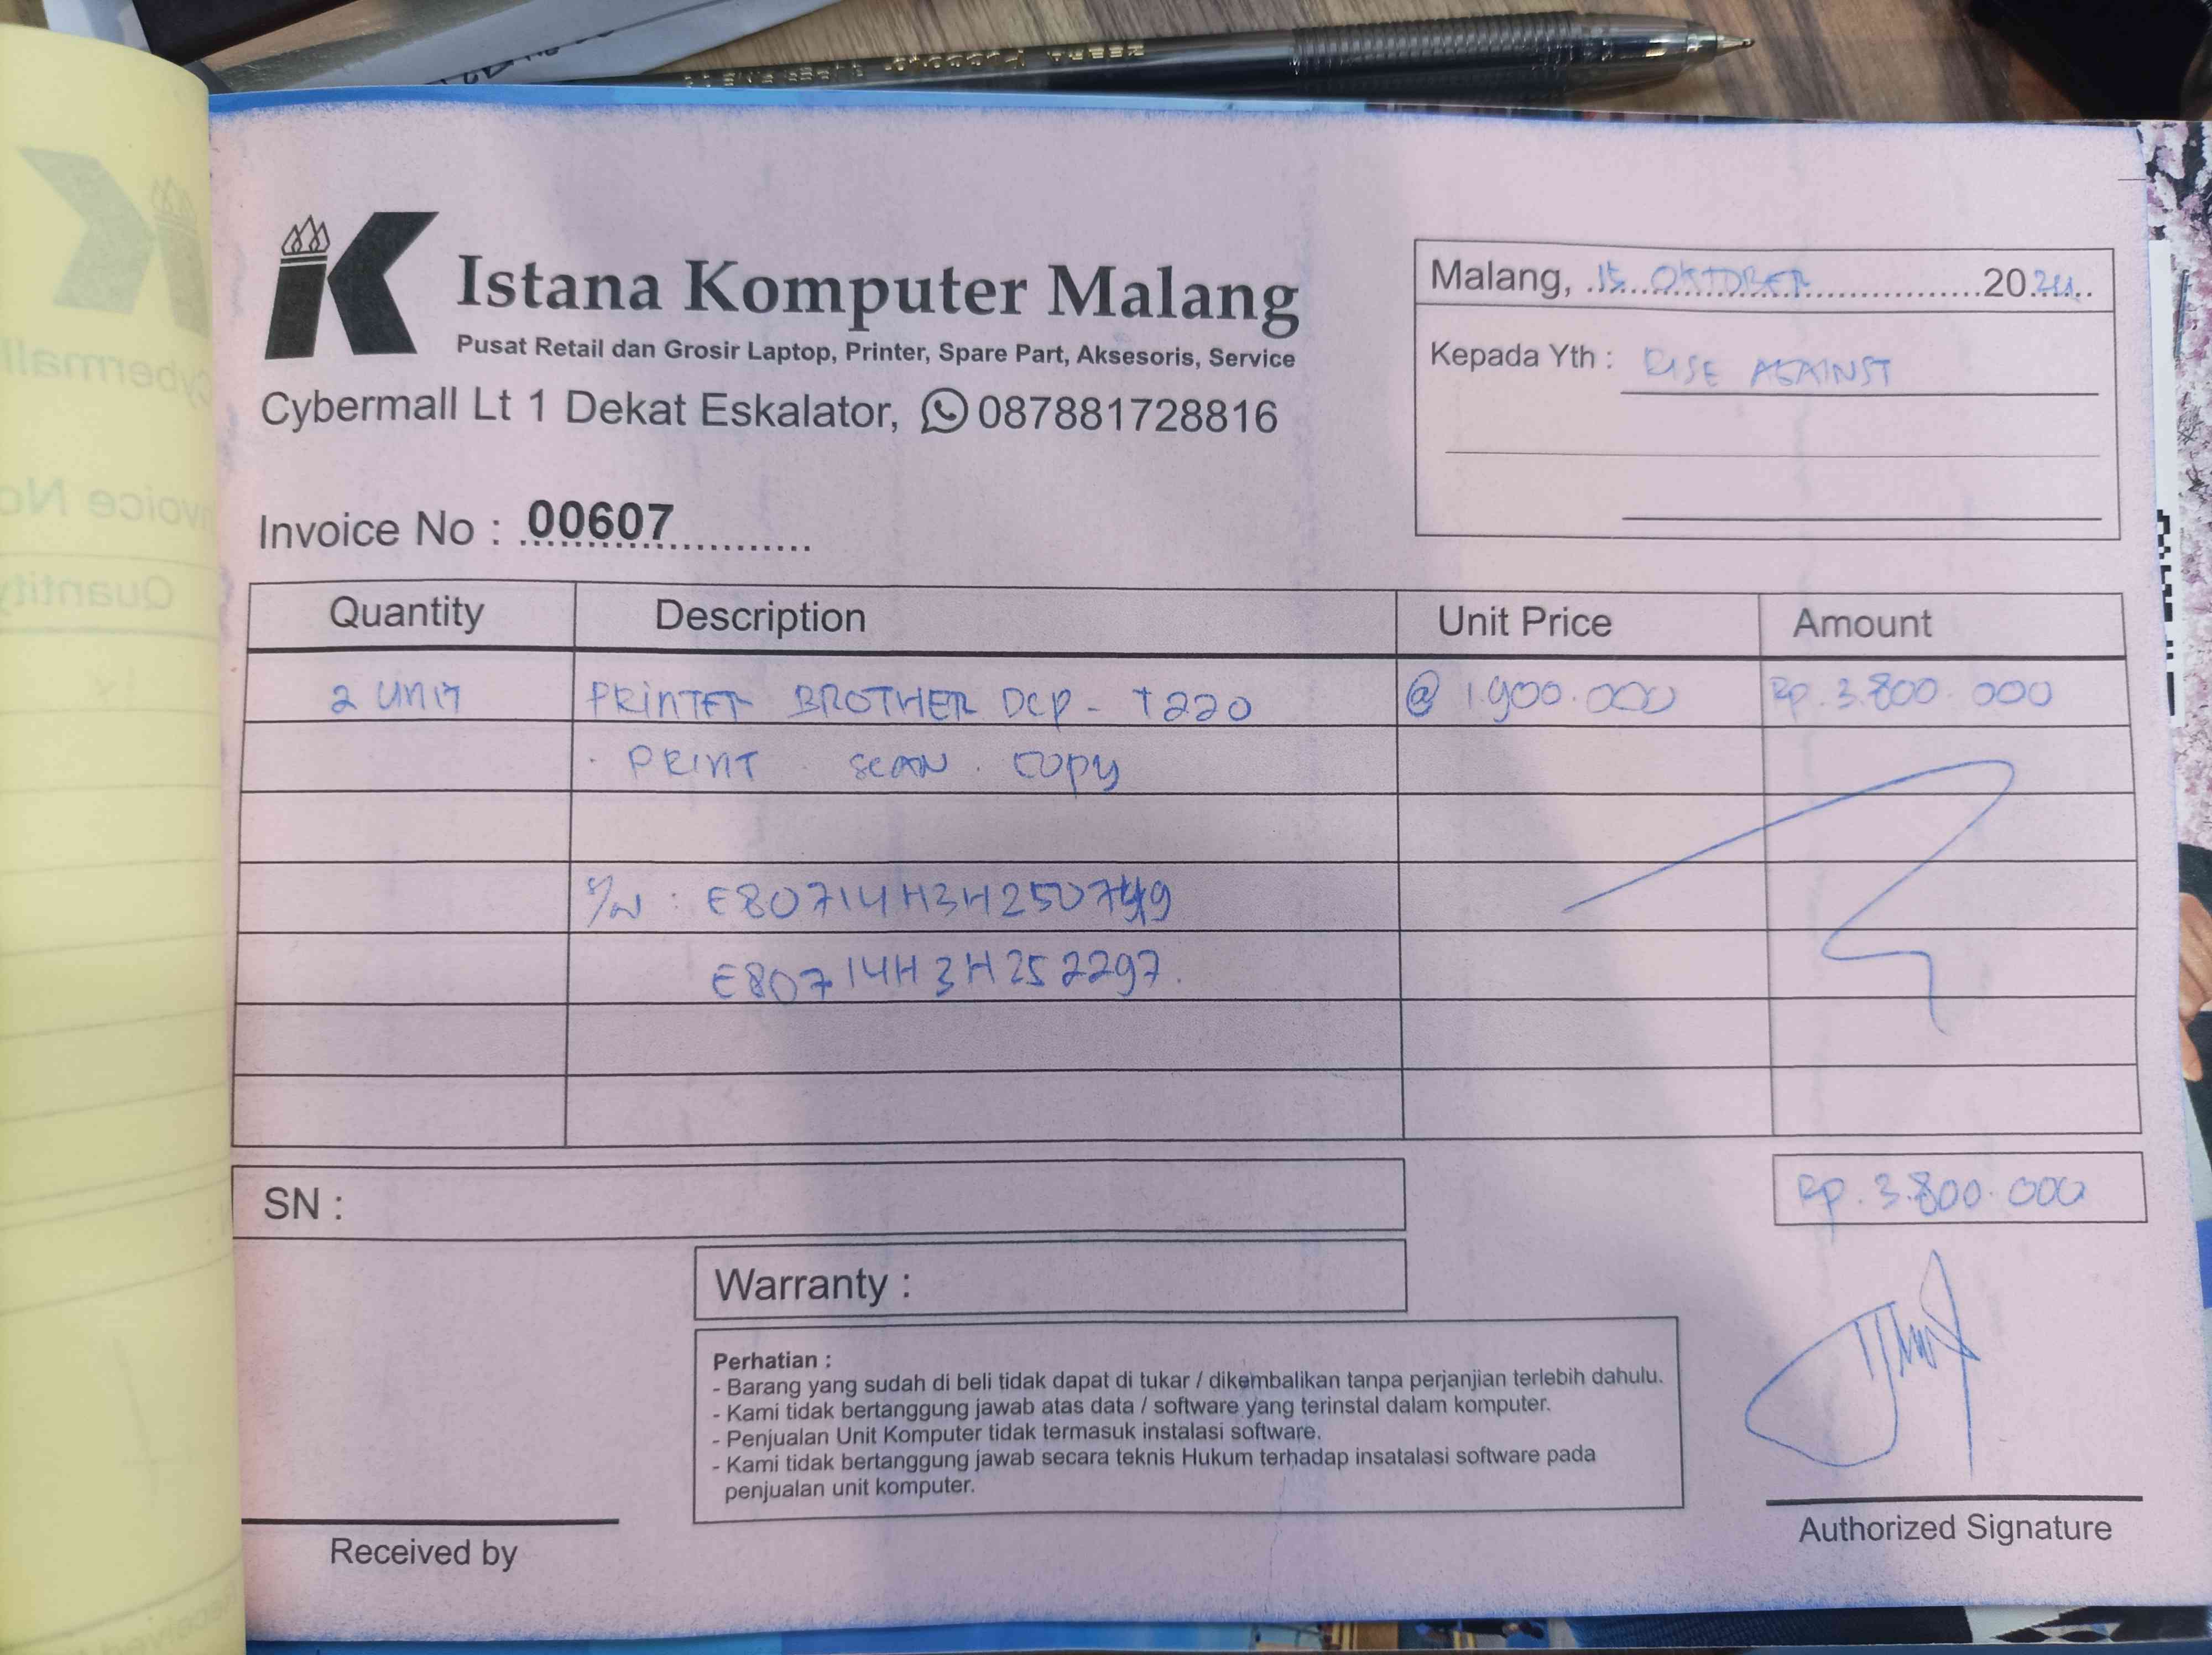 Istana Komputer Malang
Pusat Retail dan Grosir Laptop, Printer, Spare Part, Aksesoris, Service
Cybermall Lt 1 Dekat Eskalator, 087881728816
Malang, 15 OKTOBER 2024
Kepada Yth : RISE AGAINST
Invoice No : 00607
Quantity Description Unit Price Amount
2 UNIT PRINTER BROTHER DCP - T220 @ 1.900.000 Rp. 3.800.000
· PRINT . SCAN . COPY
S/N : E80714H3H250749
E80714H3H252297.
SN :
Rp. 3.800.000
Warranty :
Perhatian :
- Barang yang sudah di beli tidak dapat di tukar / dikembalikan tanpa perjanjian terlebih dahulu.
- Kami tidak bertanggung jawab atas data / software yang terinstal dalam komputer.
- Penjualan Unit Komputer tidak termasuk instalasi software.
- Kami tidak bertanggung jawab secara teknis Hukum terhadap insatalasi software pada
penjualan unit komputer.
Received by
Authorized Signature